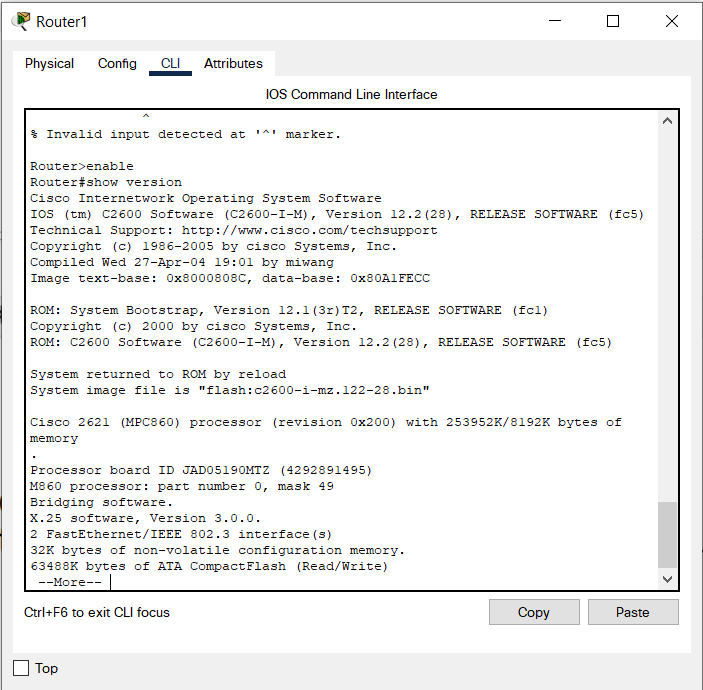 Router1
Physical Config CLI Attributes
IOS Command Line Interface
^
% Invalid input detected at '^' marker.
Router>enable
Router#show version
Cisco Internetwork Operating System Software
IOS (tm) C2600 Software (C2600-I-M), Version 12.2(28), RELEASE SOFTWARE (fc5)
Technical Support: http://www.cisco.com/techsupport
Copyright (c) 1986-2005 by cisco Systems, Inc.
Compiled Wed 27-Apr-04 19:01 by miwang
Image text-base: 0x8000808C, data-base: 0x80A1FECC
ROM: System Bootstrap, Version 12.1(3r)T2, RELEASE SOFTWARE (fc1)
Copyright (c) 2000 by cisco Systems, Inc.
ROM: C2600 Software (C2600-I-M), Version 12.2(28), RELEASE SOFTWARE (fc5)
System returned to ROM by reload
System image file is "flash:c2600-i-mz.122-28.bin"
Cisco 2621 (MPC860) processor (revision 0x200) with 253952K/8192K bytes of
memory
.
Processor board ID JAD05190MTZ (4292891495)
M860 processor: part number 0, mask 49
Bridging software.
X.25 software, Version 3.0.0.
2 FastEthernet/IEEE 802.3 interface(s)
32K bytes of non-volatile configuration memory.
63488K bytes of ATA CompactFlash (Read/Write)
--More--
Ctrl+F6 to exit CLI focus Copy Paste
Top